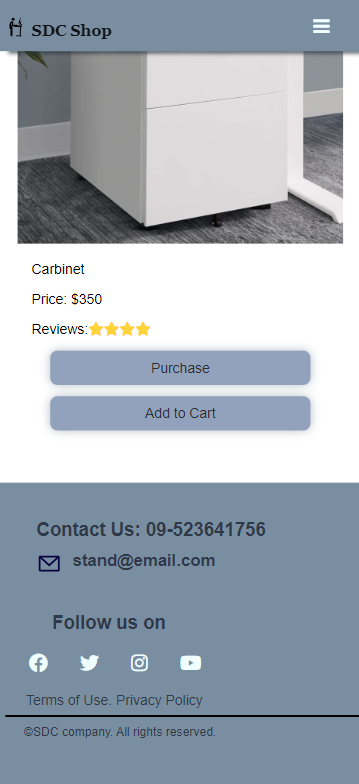 SDC Shop
Carbinet
Price: $350
Reviews:
Purchase
Add to Cart
Contact Us: 09-523641756
stand@email.com
Follow us on
Terms of Use. Privacy Policy
©SDC company. All rights reserved.